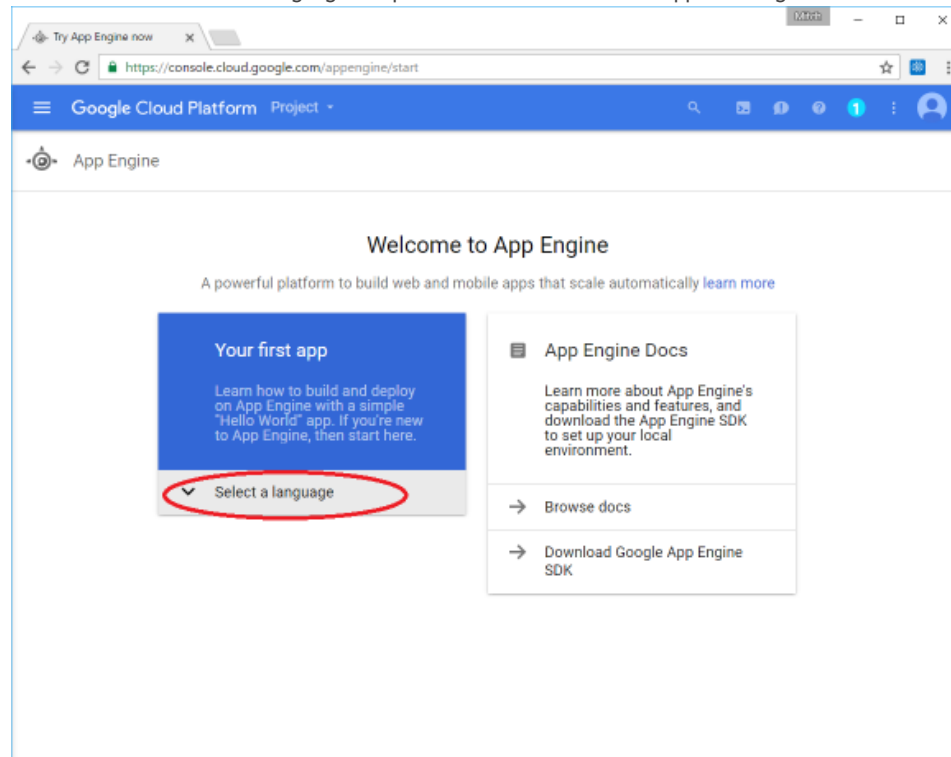 Mitch
Try App Engine now
https://console.cloud.google.com/appengine/start
Google Cloud Platform Project
1
App Engine
Welcome to App Engine
A powerful platform to build web and mobile apps that scale automatically learn more
Your first app
Learn how to build and deploy
on App Engine with a simple
"Hello World" app. If you're new
to App Engine, then start here.
Select a language
App Engine Docs
Learn more about App Engine's
capabilities and features, and
download the App Engine SDK
to set up your local
environment.
Browse docs
Download Google App Engine
SDK